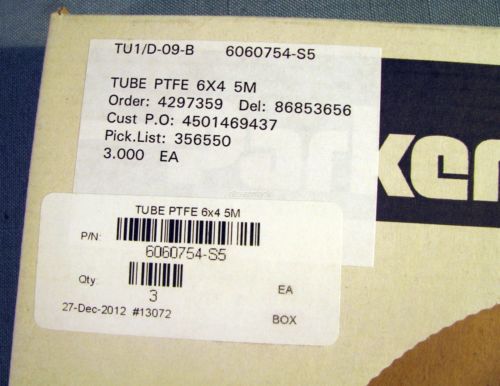 TU1/D-09-B 6060754-S5
TUBE PTFE 6X4 5M
Order: 4297359 Del: 86853656
Cust P.O: 4501469437
Pick.List: 356550
3.000 EA
arker
TUBE PTFE 6x4 5M
P/N:
6060754-S5
Qty
3
EA
27-Dec-2012 #13072
BOX